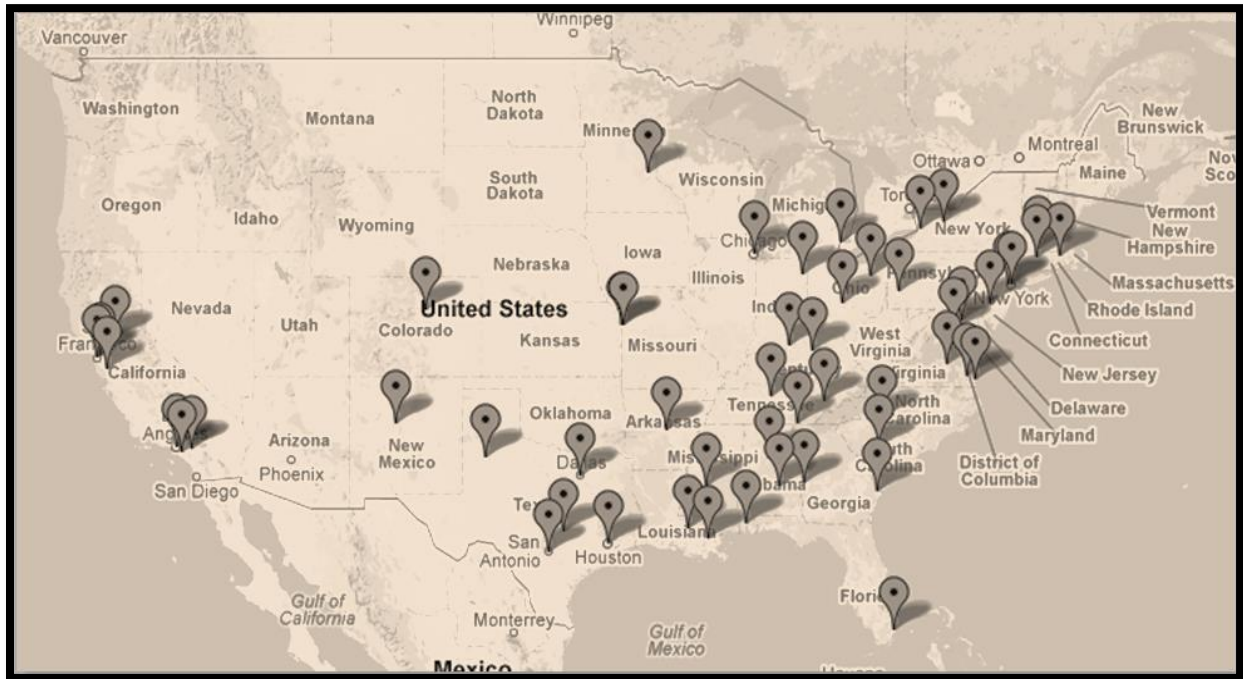 Winnipeg
Vancouver
Washington
North
Dakota
Montana
New
Brunswick
Montreal
Ottawa
Maine
South
Dakota
Wisconsin
Oregon
Idaho
Wyoming
Vermont
New York
New
Hampshire
Iowa
Nebraska
Illinois
Massachusetts
New York
Rhode Island
Nevada
United States
Utah
Colorado
Kansas
Missouri
West
Virginia
Connecticut
California
New Jersey
Delaware
Oklahoma
Maryland
Arizona
New
Mexico
Phoenix
San Diego
District of
Columbia
Georgia
San
Antonio
Houston
Gulf of
California
Monterrey
Gulf of
Mexico
Mexico